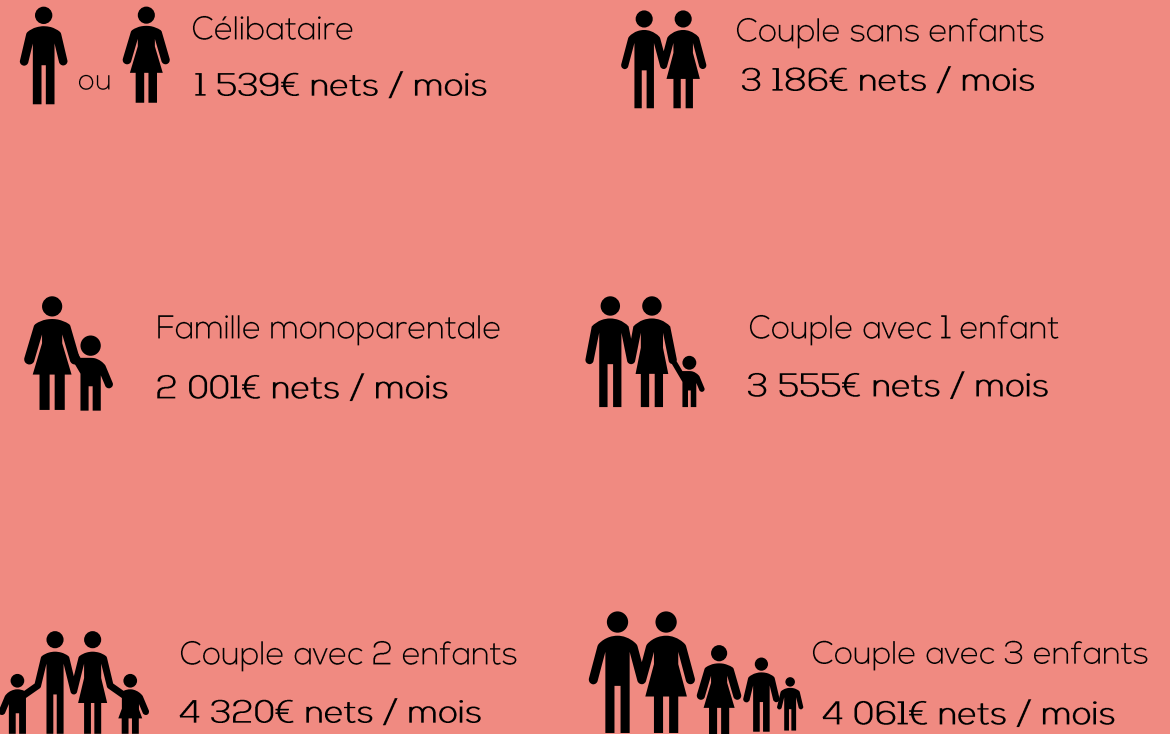 Célibataire
ou
1 539€ nets / mois
Couple sans enfants
3 186€ nets / mois
Famille monoparentale
2 001€ nets / mois
Couple avec 1 enfant
3 555€ nets / mois
Couple avec 2 enfants
4 320€ nets / mois
Couple avec 3 enfants
4 061€ nets / mois